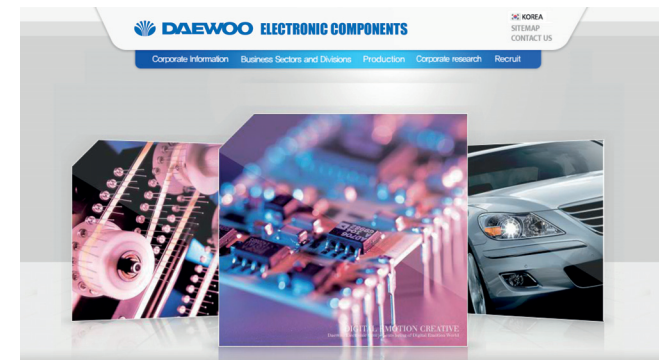 DAEWOO ELECTRONIC COMPONENTS
KOREA
SITEMAP
CONTACT US
Corporate Information Business Sectors and Divisions Production Corporate research Recruit
DIGITAL EMOTION CREATIVE